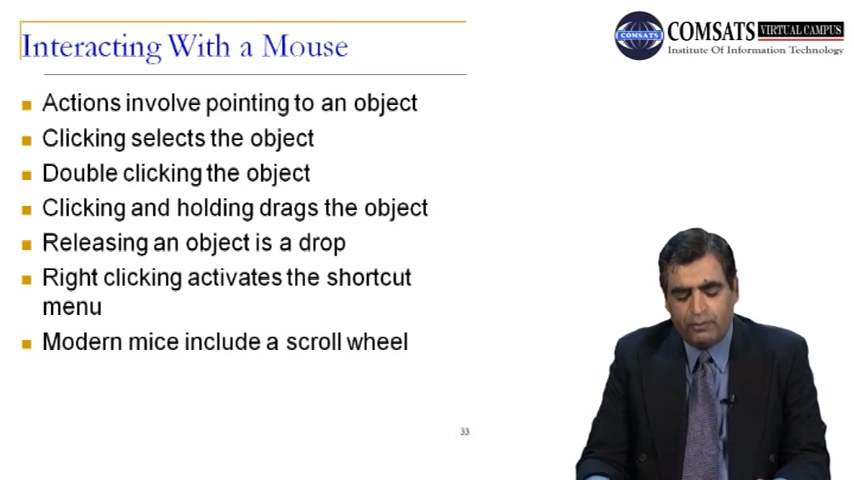 Interacting With a Mouse
Actions involve pointing to an object
Clicking selects the object
Double clicking the object
Clicking and holding drags the object
Releasing an object is a drop
Right clicking activates the shortcut
menu
Modern mice include a scroll wheel
33
COMSATS
COMSATS VIRTUAL CAMPUS
Institute Of Information Technology